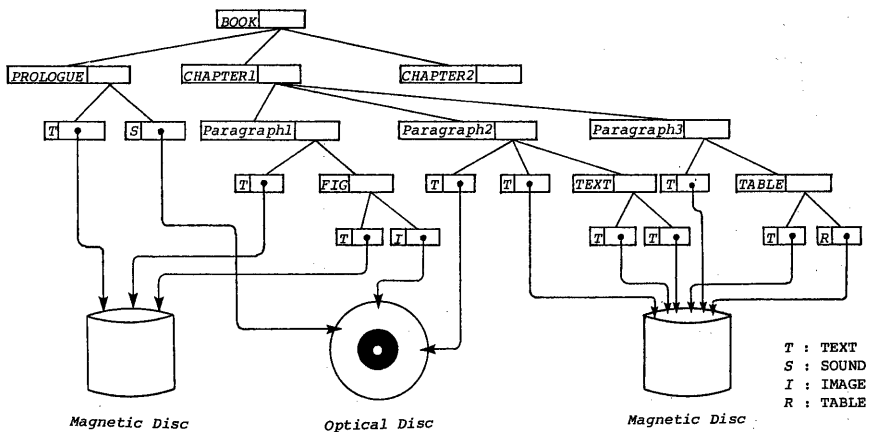 BOOK
PROLOGUE CHAPTER1 CHAPTER2
T S Paragraph1 Paragraph2 Paragraph3
T FIG T T TEXT T TABLE
T I T T T R
T : TEXT
S : SOUND
I : IMAGE
R : TABLE
Magnetic Disc Optical Disc Magnetic Disc